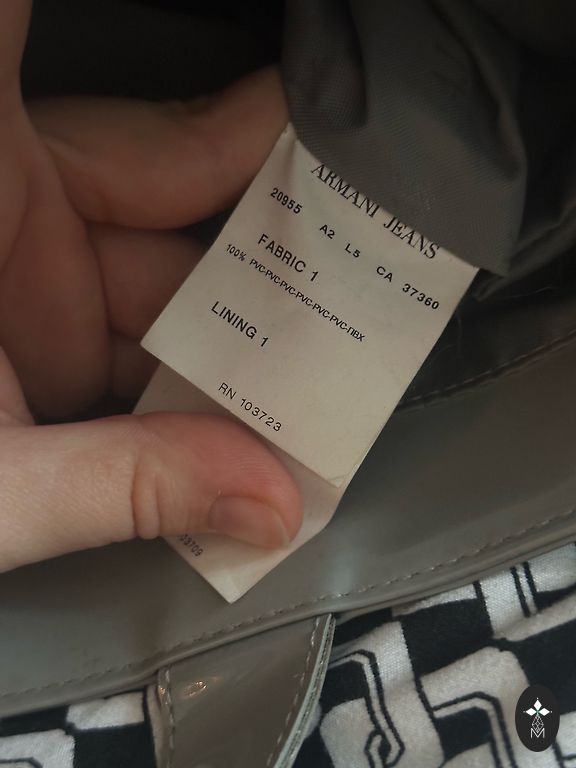 ARMANI JEANS
20955 A2 L5 CA 37360
FABRIC 1
100% PVC-PVC-PVC-PVC-PVC-PVC-ПВХ
LINING 1
RN 103723
03709
M